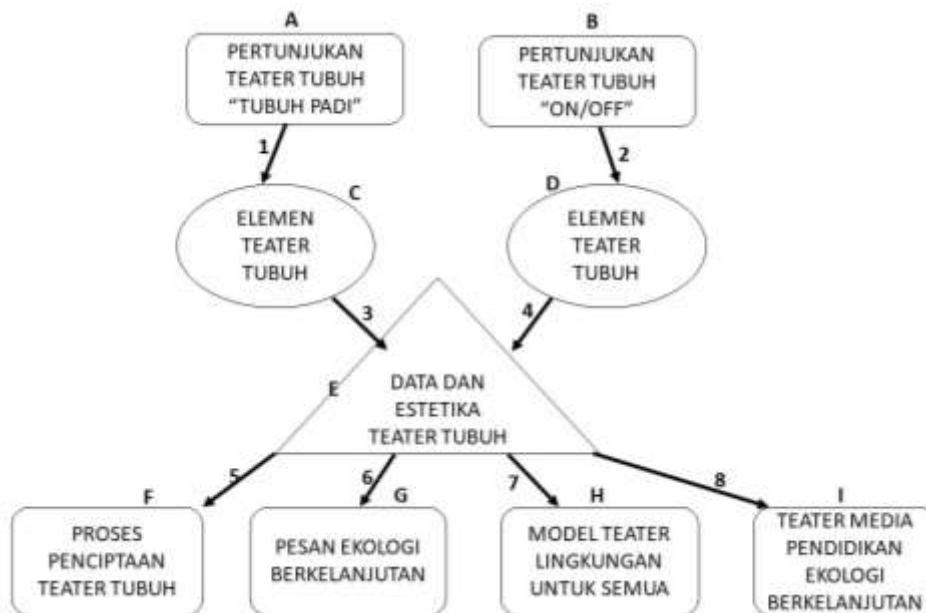 A
PERTUNJUKAN
TEATER TUBUH
“TUBUH PADI”
B
PERTUNJUKAN
TEATER TUBUH
“ON/OFF”
1
2
C
ELEMEN
TEATER
TUBUH
D
ELEMEN
TEATER
TUBUH
3
4
E
DATA DAN
ESTETIKA
TEATER TUBUH
5
6
7
8
F
PROSES
PENCIPTAAN
TEATER TUBUH
G
PESAN EKOLOGI
BERKELANJUTAN
H
MODEL TEATER
LINGKUNGAN
UNTUK SEMUA
I
TEATER MEDIA
PENDIDIKAN
EKOLOGI
BERKELANJUTAN